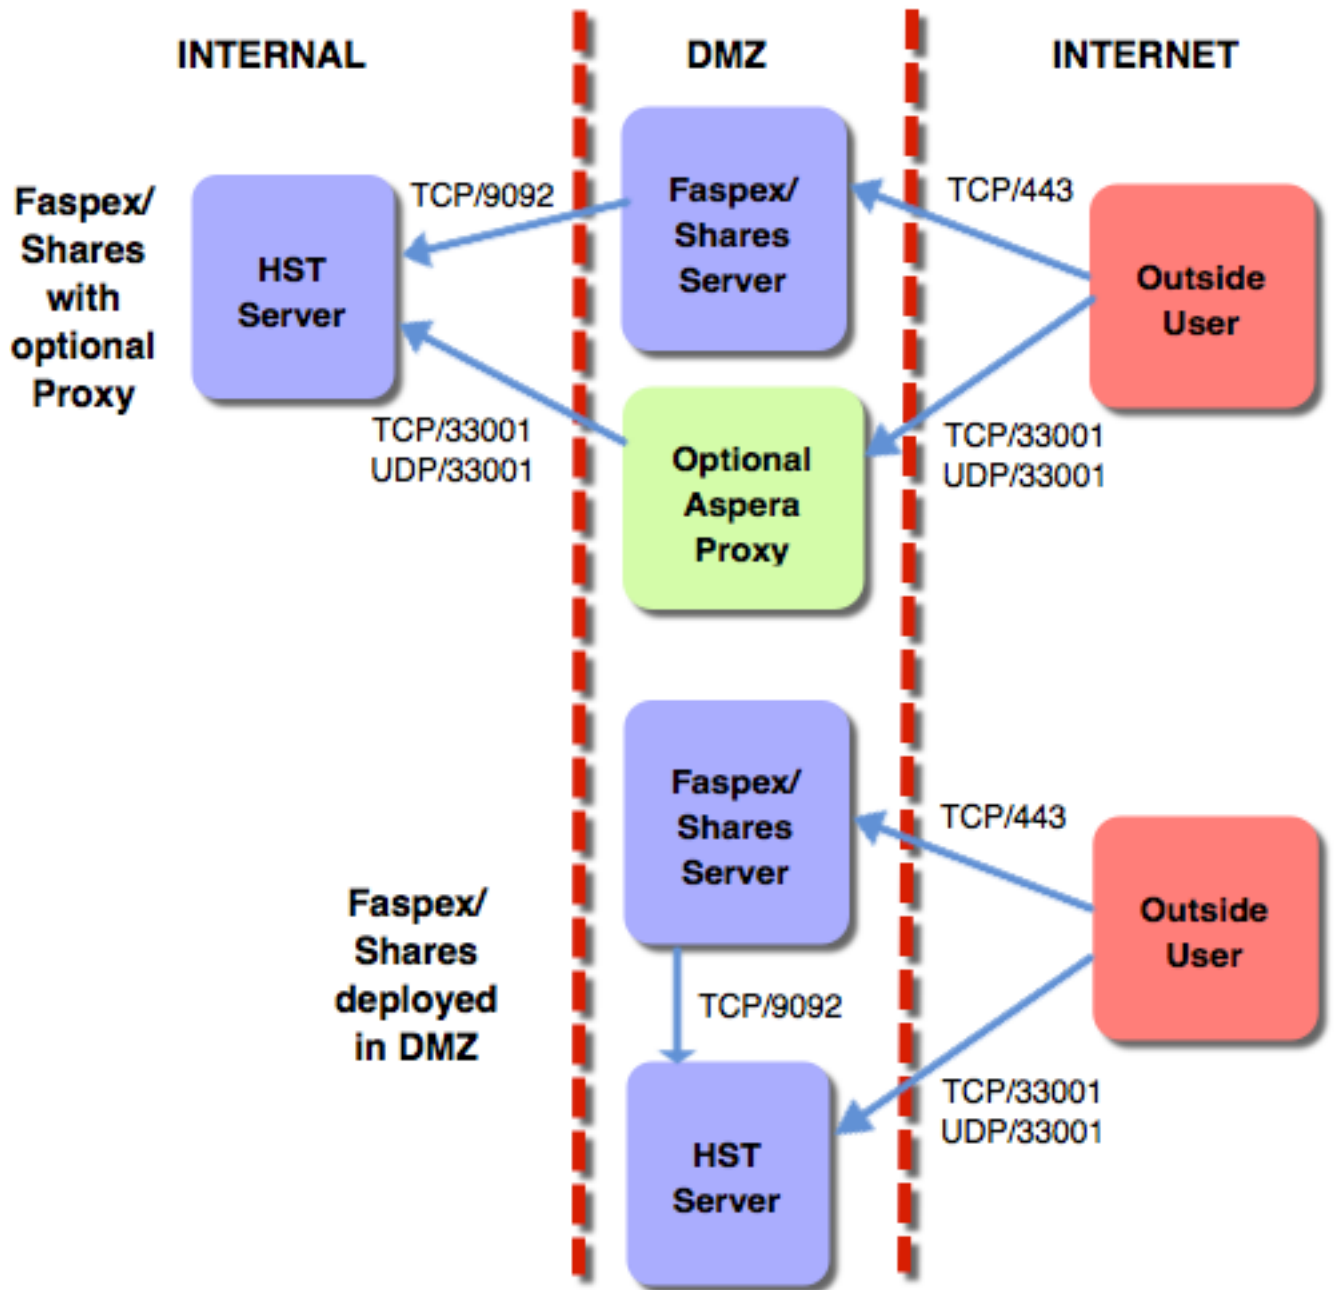 INTERNAL
DMZ
INTERNET
Faspex/
Shares
with
optional
Proxy
HST
Server
TCP/9092
Faspex/
Shares
Server
TCP/443
Outside
User
TCP/33001
UDP/33001
Optional
Aspera
Proxy
TCP/33001
UDP/33001
Faspex/
Shares
deployed
in DMZ
Faspex/
Shares
Server
TCP/443
Outside
User
TCP/9092
HST
Server
TCP/33001
UDP/33001